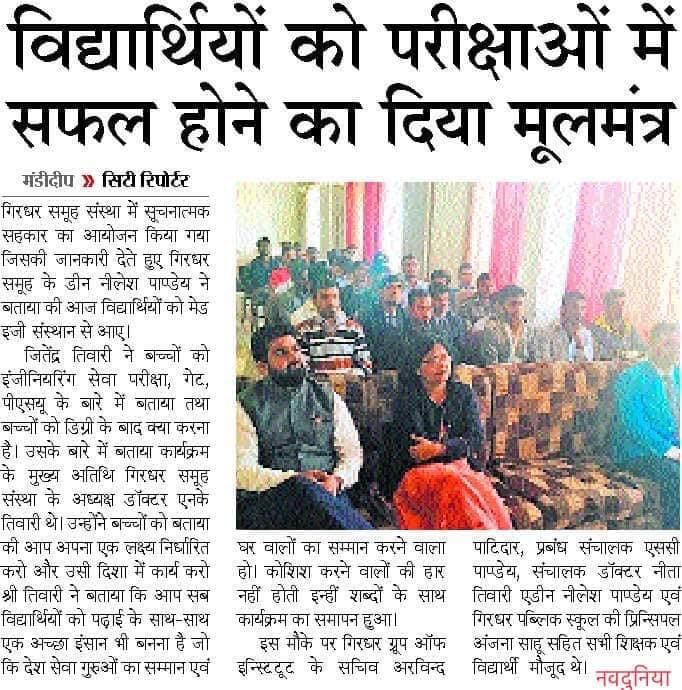 विद्यार्थियों को परीक्षाओं में
सफल होने का दिया मूलमंत्र
मंडीदीप » सिटी रिपोर्टर
गिरधर समूह संस्था में सूचनात्मक
सहकार का आयोजन किया गया
जिसकी जानकारी देते हुए गिरधर
समूह के डीन नीलेश पाण्डेय ने
बताया की आज विद्यार्थियों को मेड
इजी संस्थान से आए।
जितेंद्र तिवारी ने बच्चों को
इंजीनियरिंग सेवा परीक्षा, गेट,
पीएसयू के बारे में बताया तथा
बच्चों को डिग्री के बाद क्या करना
है। उसके बारे में बताया कार्यक्रम
के मुख्य अतिथि गिरधर समूह
संस्था के अध्यक्ष डॉक्टर एनके
तिवारी थे। उन्होंने बच्चों को बताया
की आप अपना एक लक्ष्य निर्धारित
करो और उसी दिशा में कार्य करो
श्री तिवारी ने बताया कि आप सब
विद्यार्थियों को पढ़ाई के साथ-साथ
एक अच्छा इंसान भी बनना है जो
कि देश सेवा गुरुओं का सम्मान एवं
घर वालों का सम्मान करने वाला
हो। कोशिश करने वालों की हार
नहीं होती इन्हीं शब्दों के साथ
कार्यक्रम का समापन हुआ।
इस मौके पर गिरधर ग्रूप ऑफ
इन्स्टिटूट के सचिव अरविन्द
पाटिदार, प्रबंध संचालक एससी
पाण्डेय, संचालक डॉक्टर नीता
तिवारी एडीन नीलेश पाण्डेय एवं
गिरधर पब्लिक स्कूल की प्रिन्सिपल
अंजना साहू सहित सभी शिक्षक एवं
विद्यार्थी मौजूद थे।
नवदुनिया